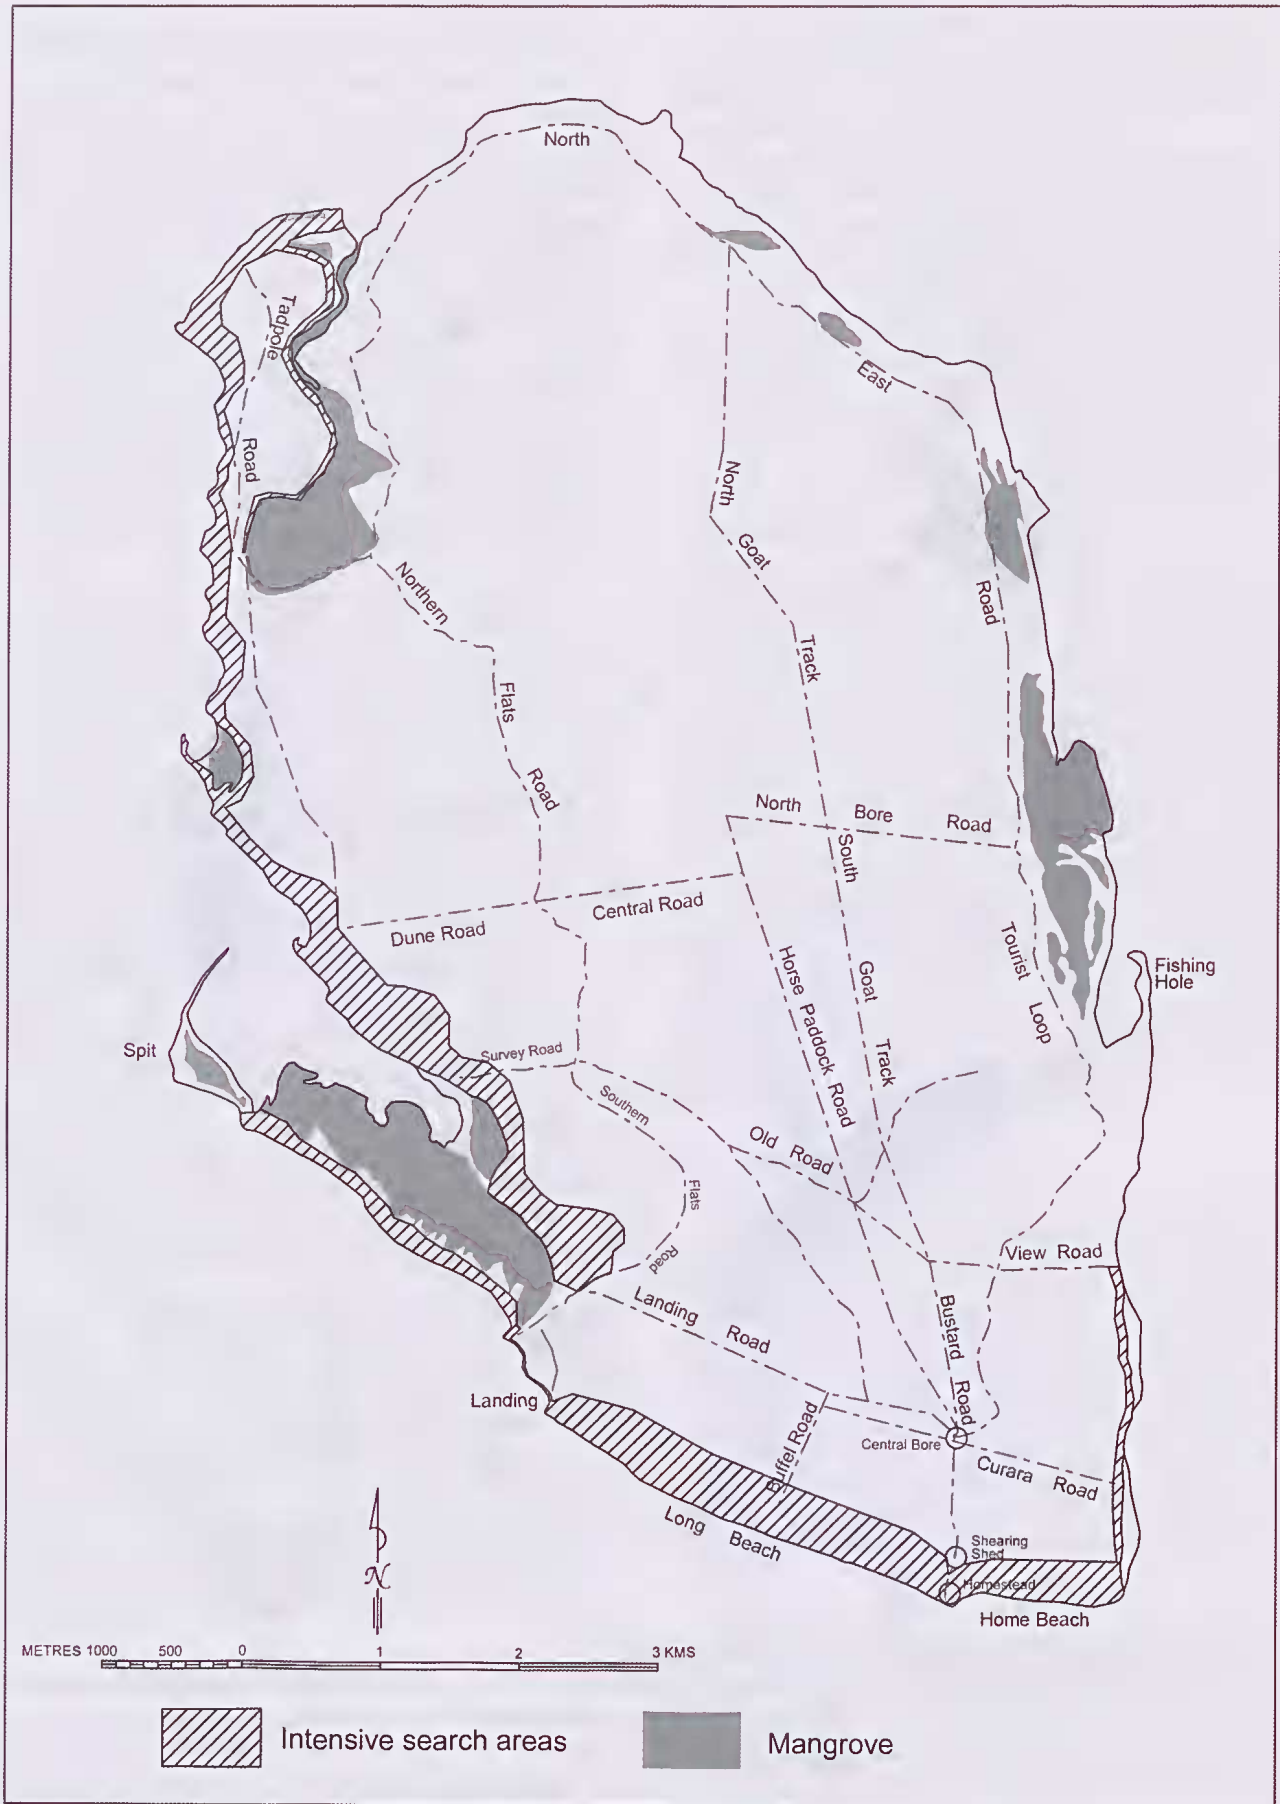 North
Tadpole
Road
East
North
Goat
Track
Road
Northern
Flats
Road
North Bore Road
South
Goat
Track
Central Road
Dune Road
Horse Paddock Road
Tourist
Loop
Fishing
Hole
Spit
Survey Road
Southern
Flats
Road
Old Road
View Road
Landing
Road
Bustard
Road
Landing
Buffel Road
Central Bore
Curara Road
Long Beach
Shearing
Shed
Homestead
Home Beach
N
METRES 1000 500 0 1 2 3 KMS
Intensive search areas
Mangrove